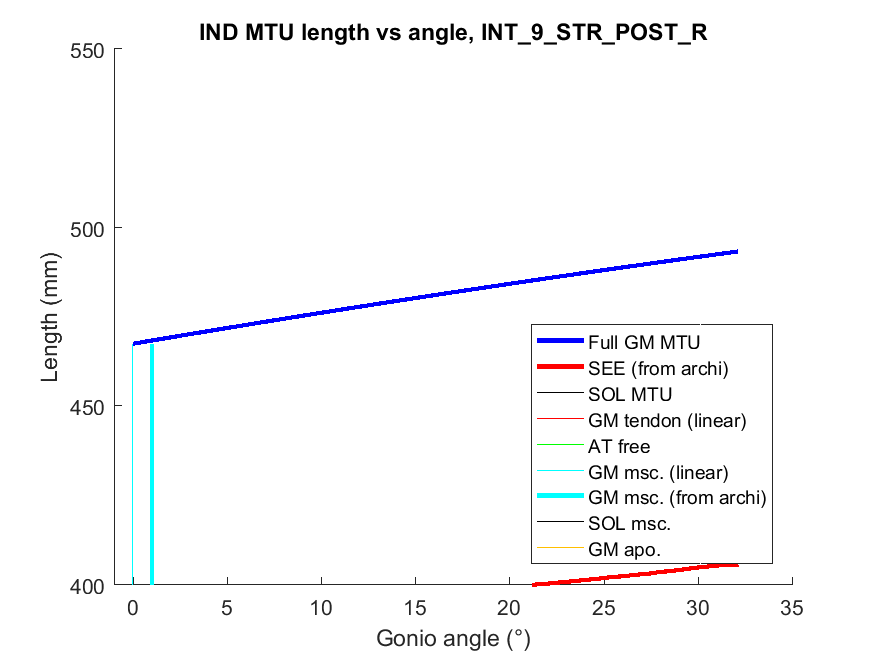 IND MTU length vs angle, INT_9_STR_POST_R
550
500
450
400
Length (mm)
Full GM MTU
SEE (from archi)
SOL MTU
GM tendon (linear)
AT free
GM msc. (linear)
GM msc. (from archi)
SOL msc.
GM apo.
0 5 10 15 20 25 30 35
Gonio angle (°)